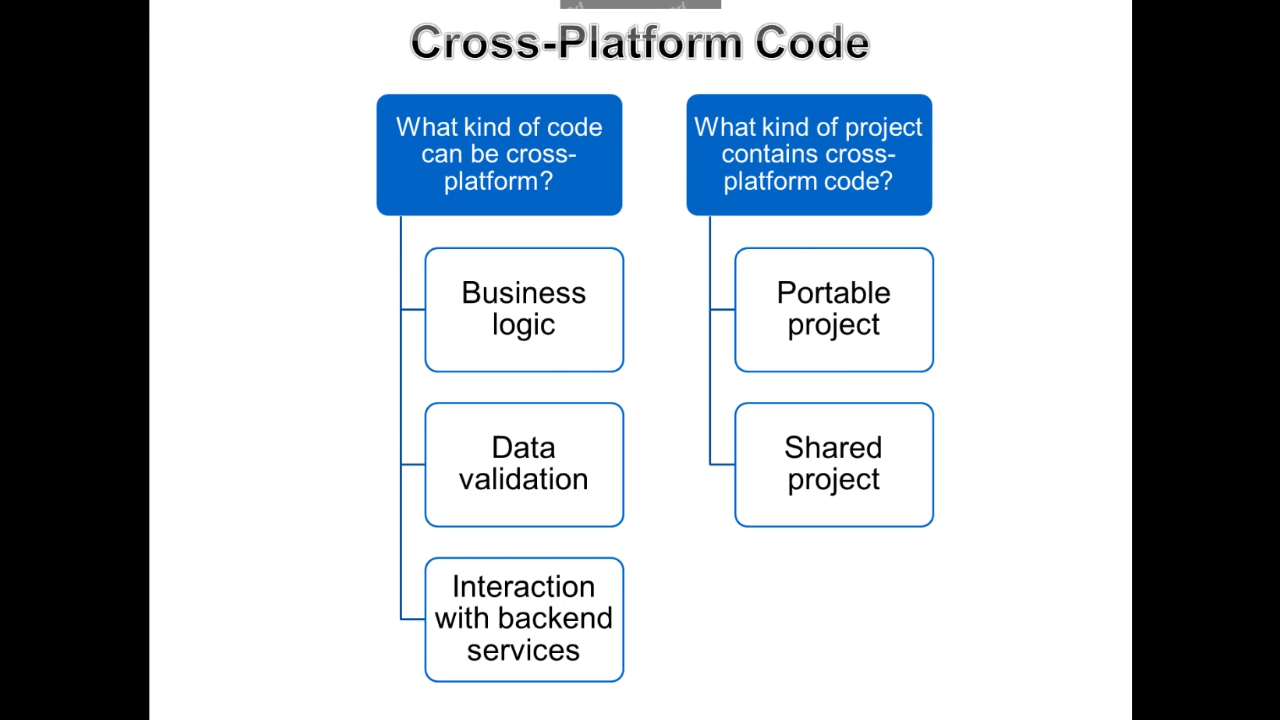 Cross-Platform Code
What kind of code
can be cross-
platform?
Business
logic
Data
validation
Interaction
with backend
services
What kind of project
contains cross-
platform code?
Portable
project
Shared
project